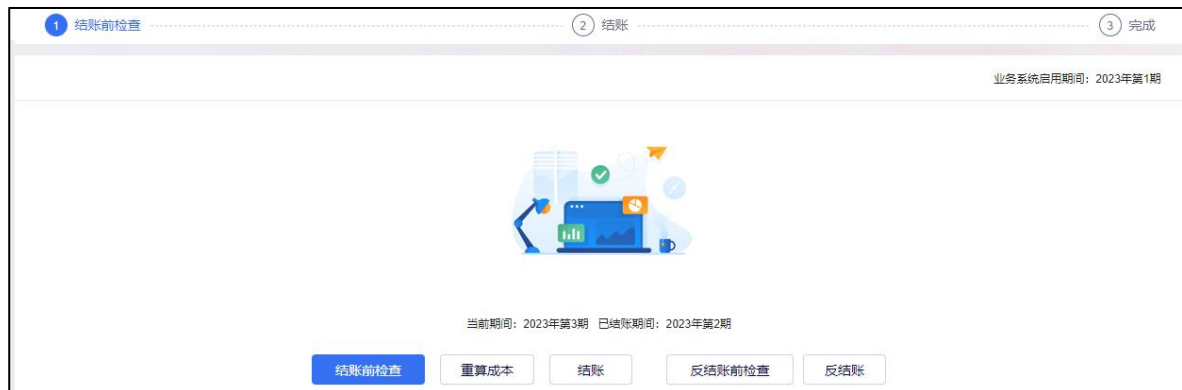 1 结账前检查 2 结账 3 完成
业务系统启用期间：2023年第1期
当前期间：2023年第3期 已结账期间：2023年第2期
结账前检查 重算成本 结账 反结账前检查 反结账